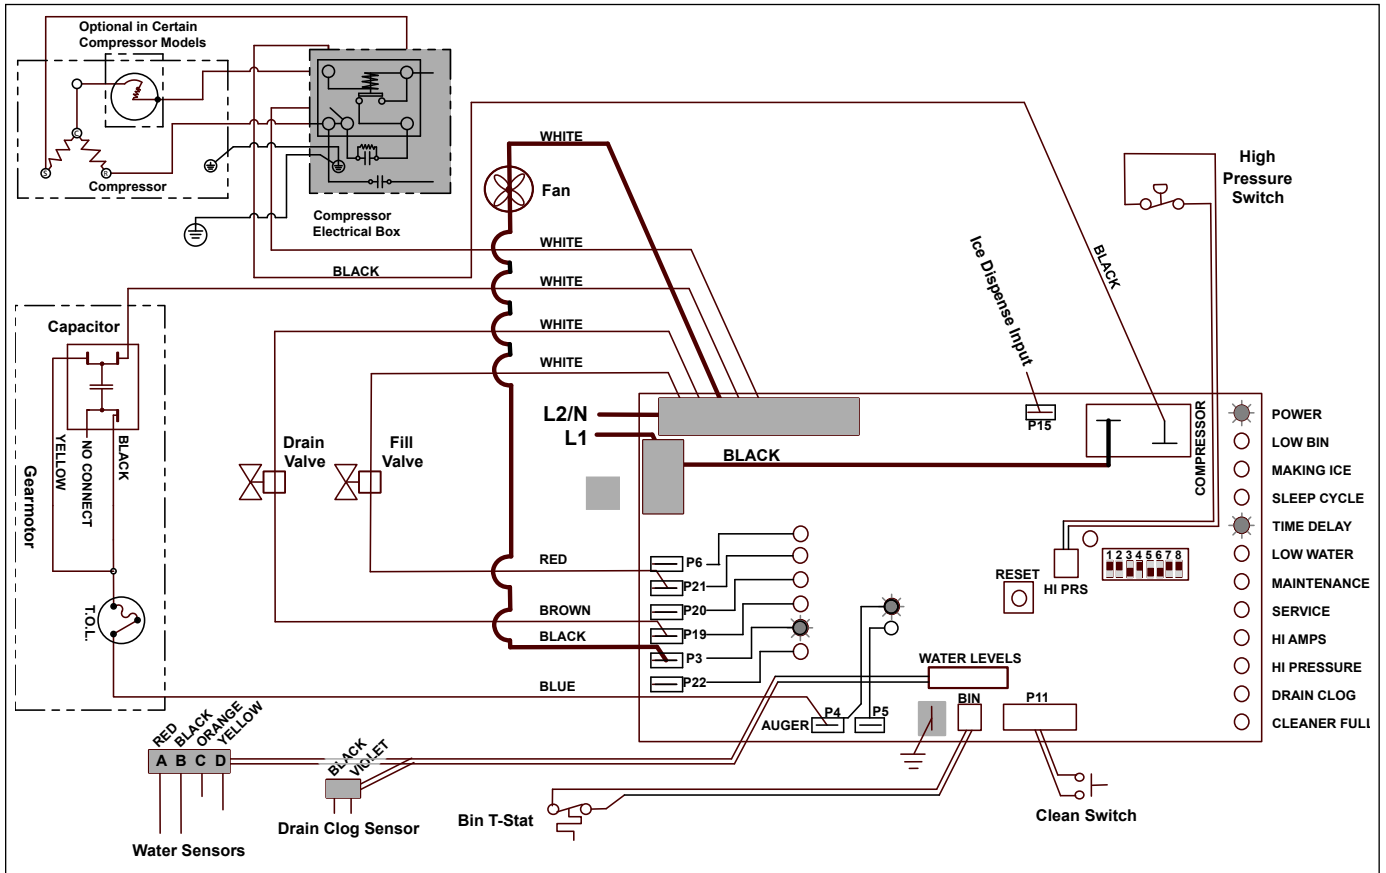 Optional in Certain
Compressor Models
C
S
R
Compressor
Compressor
Electrical Box
WHITE
Fan
WHITE
BLACK
WHITE
WHITE
WHITE
High
Pressure
Switch
Ice Dispense Input
BLACK
Capacitor
YELLOW
NO CONNECT
BLACK
Gearmotor
T.O.L.
Drain
Valve
Fill
Valve
L2/N
L1
BLACK
P15
COMPRESSOR
POWER
LOW BIN
MAKING ICE
SLEEP CYCLE
TIME DELAY
LOW WATER
MAINTENANCE
SERVICE
HI AMPS
HI PRESSURE
DRAIN CLOG
CLEANER FULL
1 2 3 4 5 6 7 8
HI PRS
RESET
RED
BROWN
BLACK
BLUE
P6
P21
P20
P19
P3
P22
WATER LEVELS
AUGER
P4
P5
BIN
P11
RED
BLACK
ORANGE
YELLOW
A B C D
Water Sensors
BLACK
VIOLET
Drain Clog Sensor
Bin T-Stat
Clean Switch